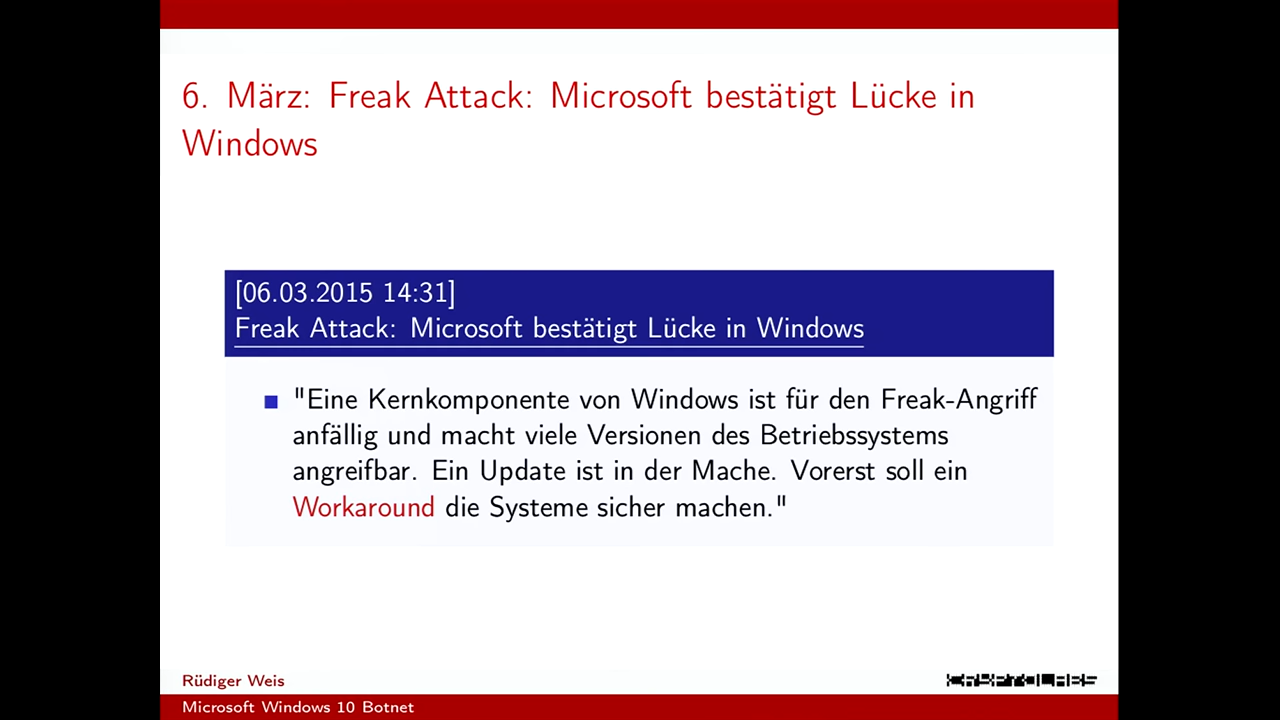 6. März: Freak Attack: Microsoft bestätigt Lücke in
Windows
[06.03.2015 14:31]
Freak Attack: Microsoft bestätigt Lücke in Windows
"Eine Kernkomponente von Windows ist für den Freak-Angriff
anfällig und macht viele Versionen des Betriebssystems
angreifbar. Ein Update ist in der Mache. Vorerst soll ein
Workaround die Systeme sicher machen."
Rüdiger Weis
CRYPTOLABS
Microsoft Windows 10 Botnet